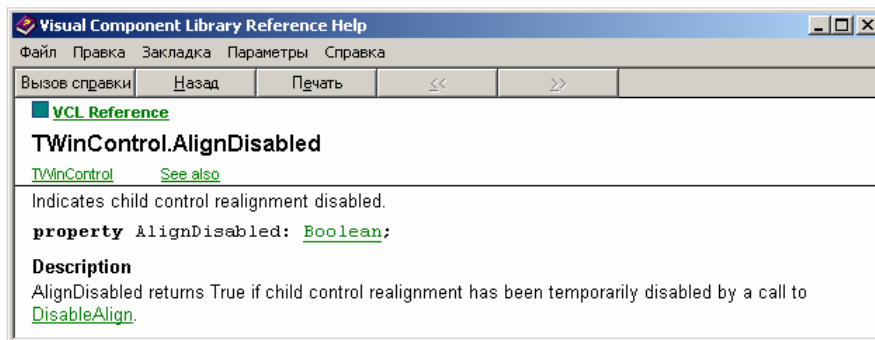 Visual Component Library Reference Help
Файл Правка Закладка Параметры Справка
Вызов справки Назад Печать << >>
VCL Reference
TWinControl.AlignDisabled
TWinControl See also
Indicates child control realignment disabled.
property AlignDisabled: Boolean;
Description
AlignDisabled returns True if child control realignment has been temporarily disabled by a call to
DisableAlign.